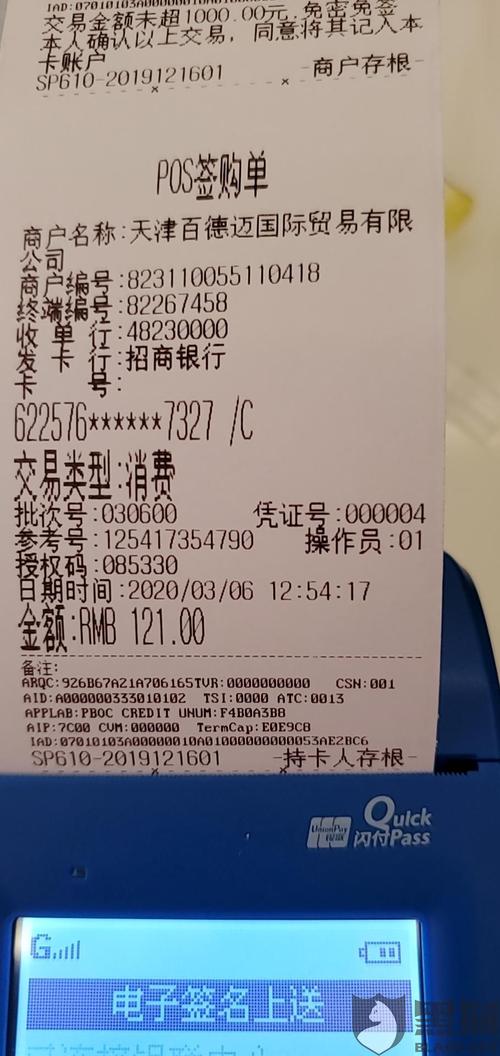 IAD:07010103A00000010A01000000
交易金额未超1000.00元, 免密免签
本人确认以上交易, 同意将其记入本
卡账户
SP610-2019121601 -商户存根-
POS签购单
商户名称:天津百德迈国际贸易有限
公司
商户编号:823110055110418
终端编号:82267458
收 单 行:48230000
发 卡 行:招商银行
卡 号:
622576******7327 /C
交易类型:消费
批次号:030600 凭证号:000004
参考号:125417354790 操作员:01
授权码:085330
日期时间:2020/03/06 12:54:17
金额:RMB 121.00
备注:
ARQC:926B67A21A706165TVR:0000000000 CSN:001
AID:A000000333010102 TSI:0000 ATC:0013
APPLAB:PBOC CREDIT UNUM:F4B0A3B0
AIP:7C00 CVM:000000 TermCap:E0E9C8
IAD:07010103A00000010A01000000000053AE2BC6
SP610-2019121601 -持卡人存根-
UnionPay 银联
Quick
闪付Pass
G
电子签名上送
黑猫